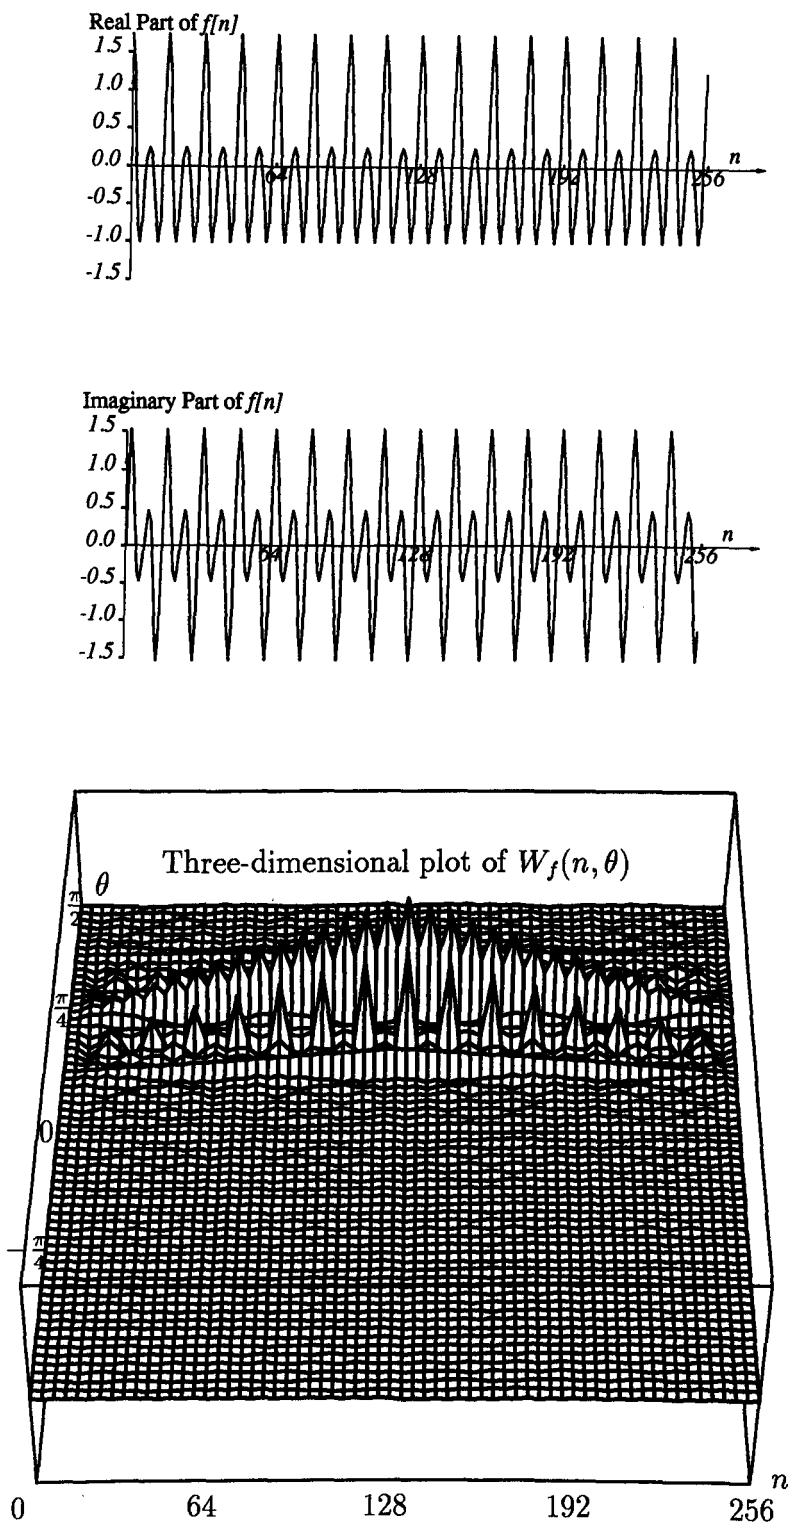 Real Part of f[n]
1.5
1.0
0.5
0.0
-0.5
-1.0
-1.5
64
128
192
256
n
Imaginary Part of f[n]
1.5
1.0
0.5
0.0
-0.5
-1.0
-1.5
64
128
192
256
n
Three-dimensional plot of W_f(n, θ)
θ
π/2
π/4
0
-π/4
0
64
128
192
256
n